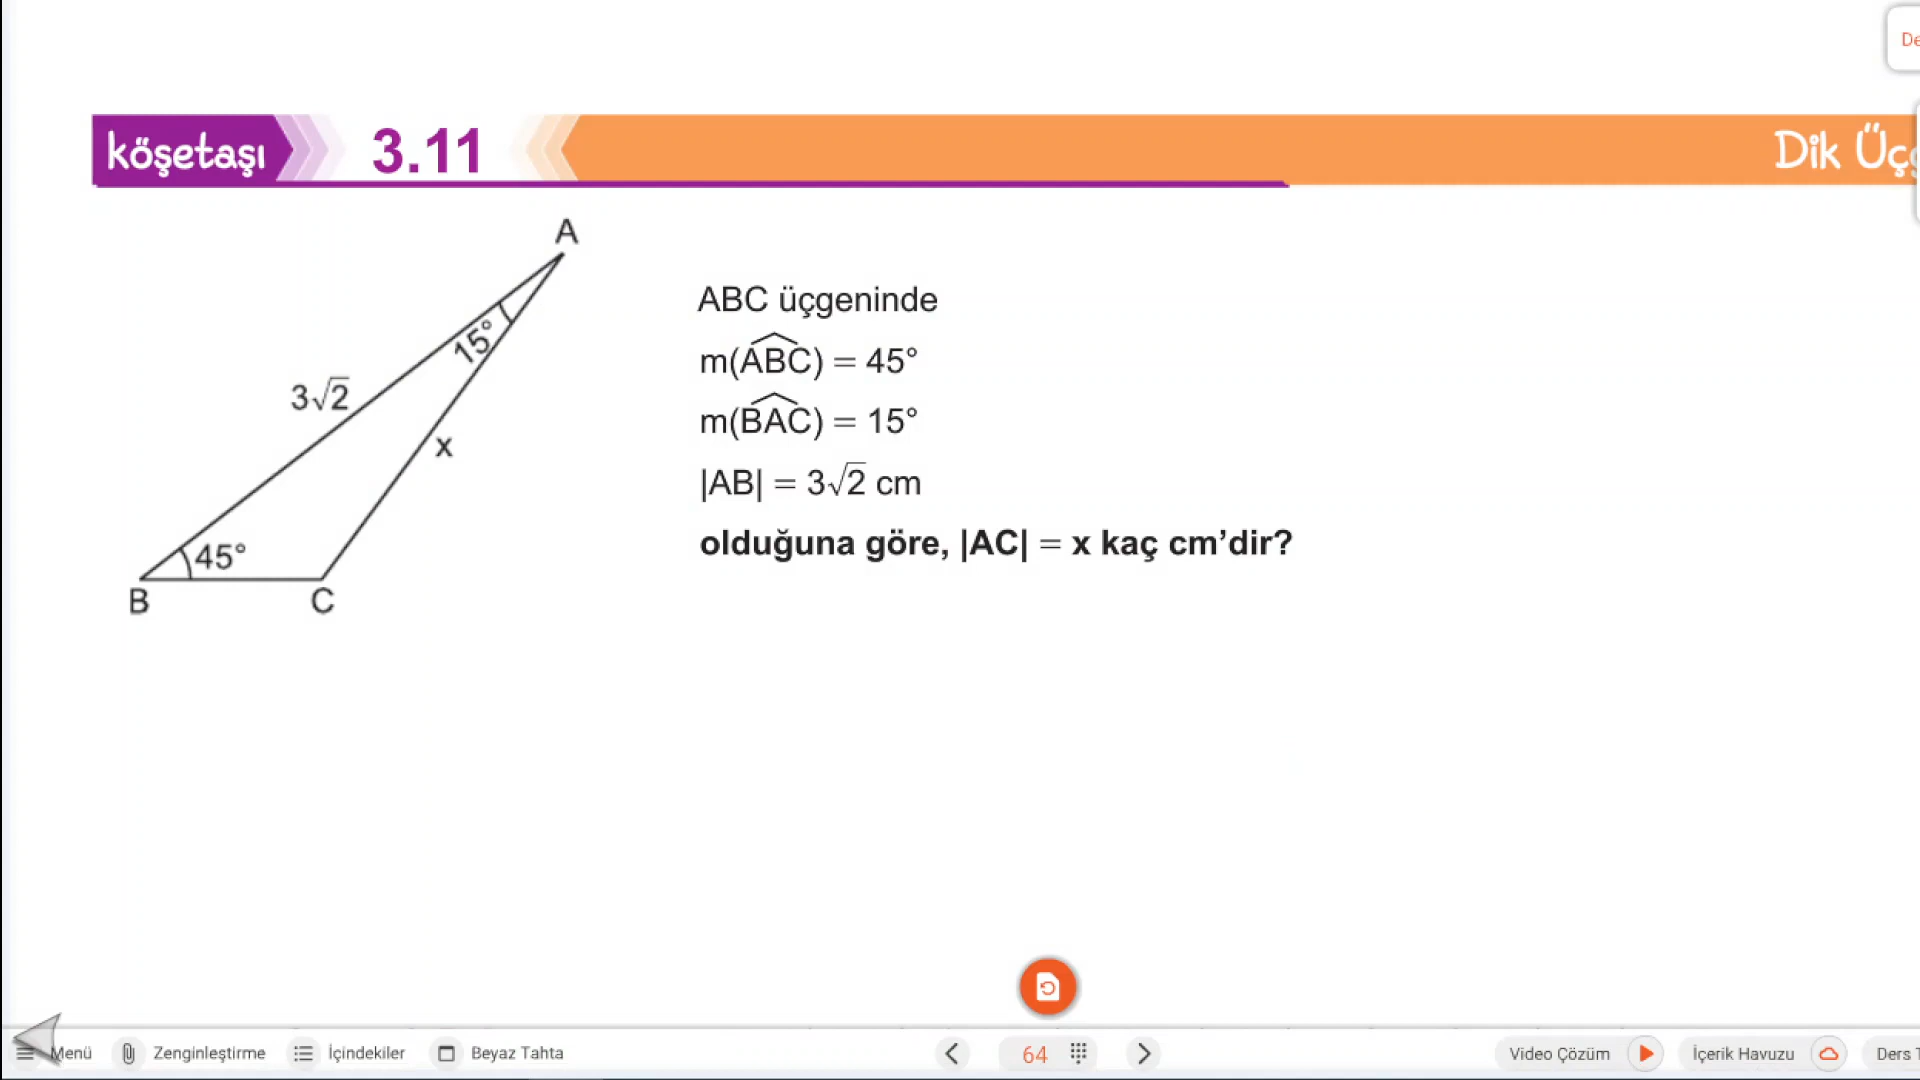 De
köşetaşı 3.11 Dik Üçg
A
15°
3√2
x
45°
B C
ABC üçgeninde
m(ABC) = 45°
m(BAC) = 15°
|AB| = 3√2 cm
olduğuna göre, |AC| = x kaç cm’dir?
Menü Zenginleştirme İçindekiler Beyaz Tahta 64 Video Çözüm İçerik Havuzu Ders T